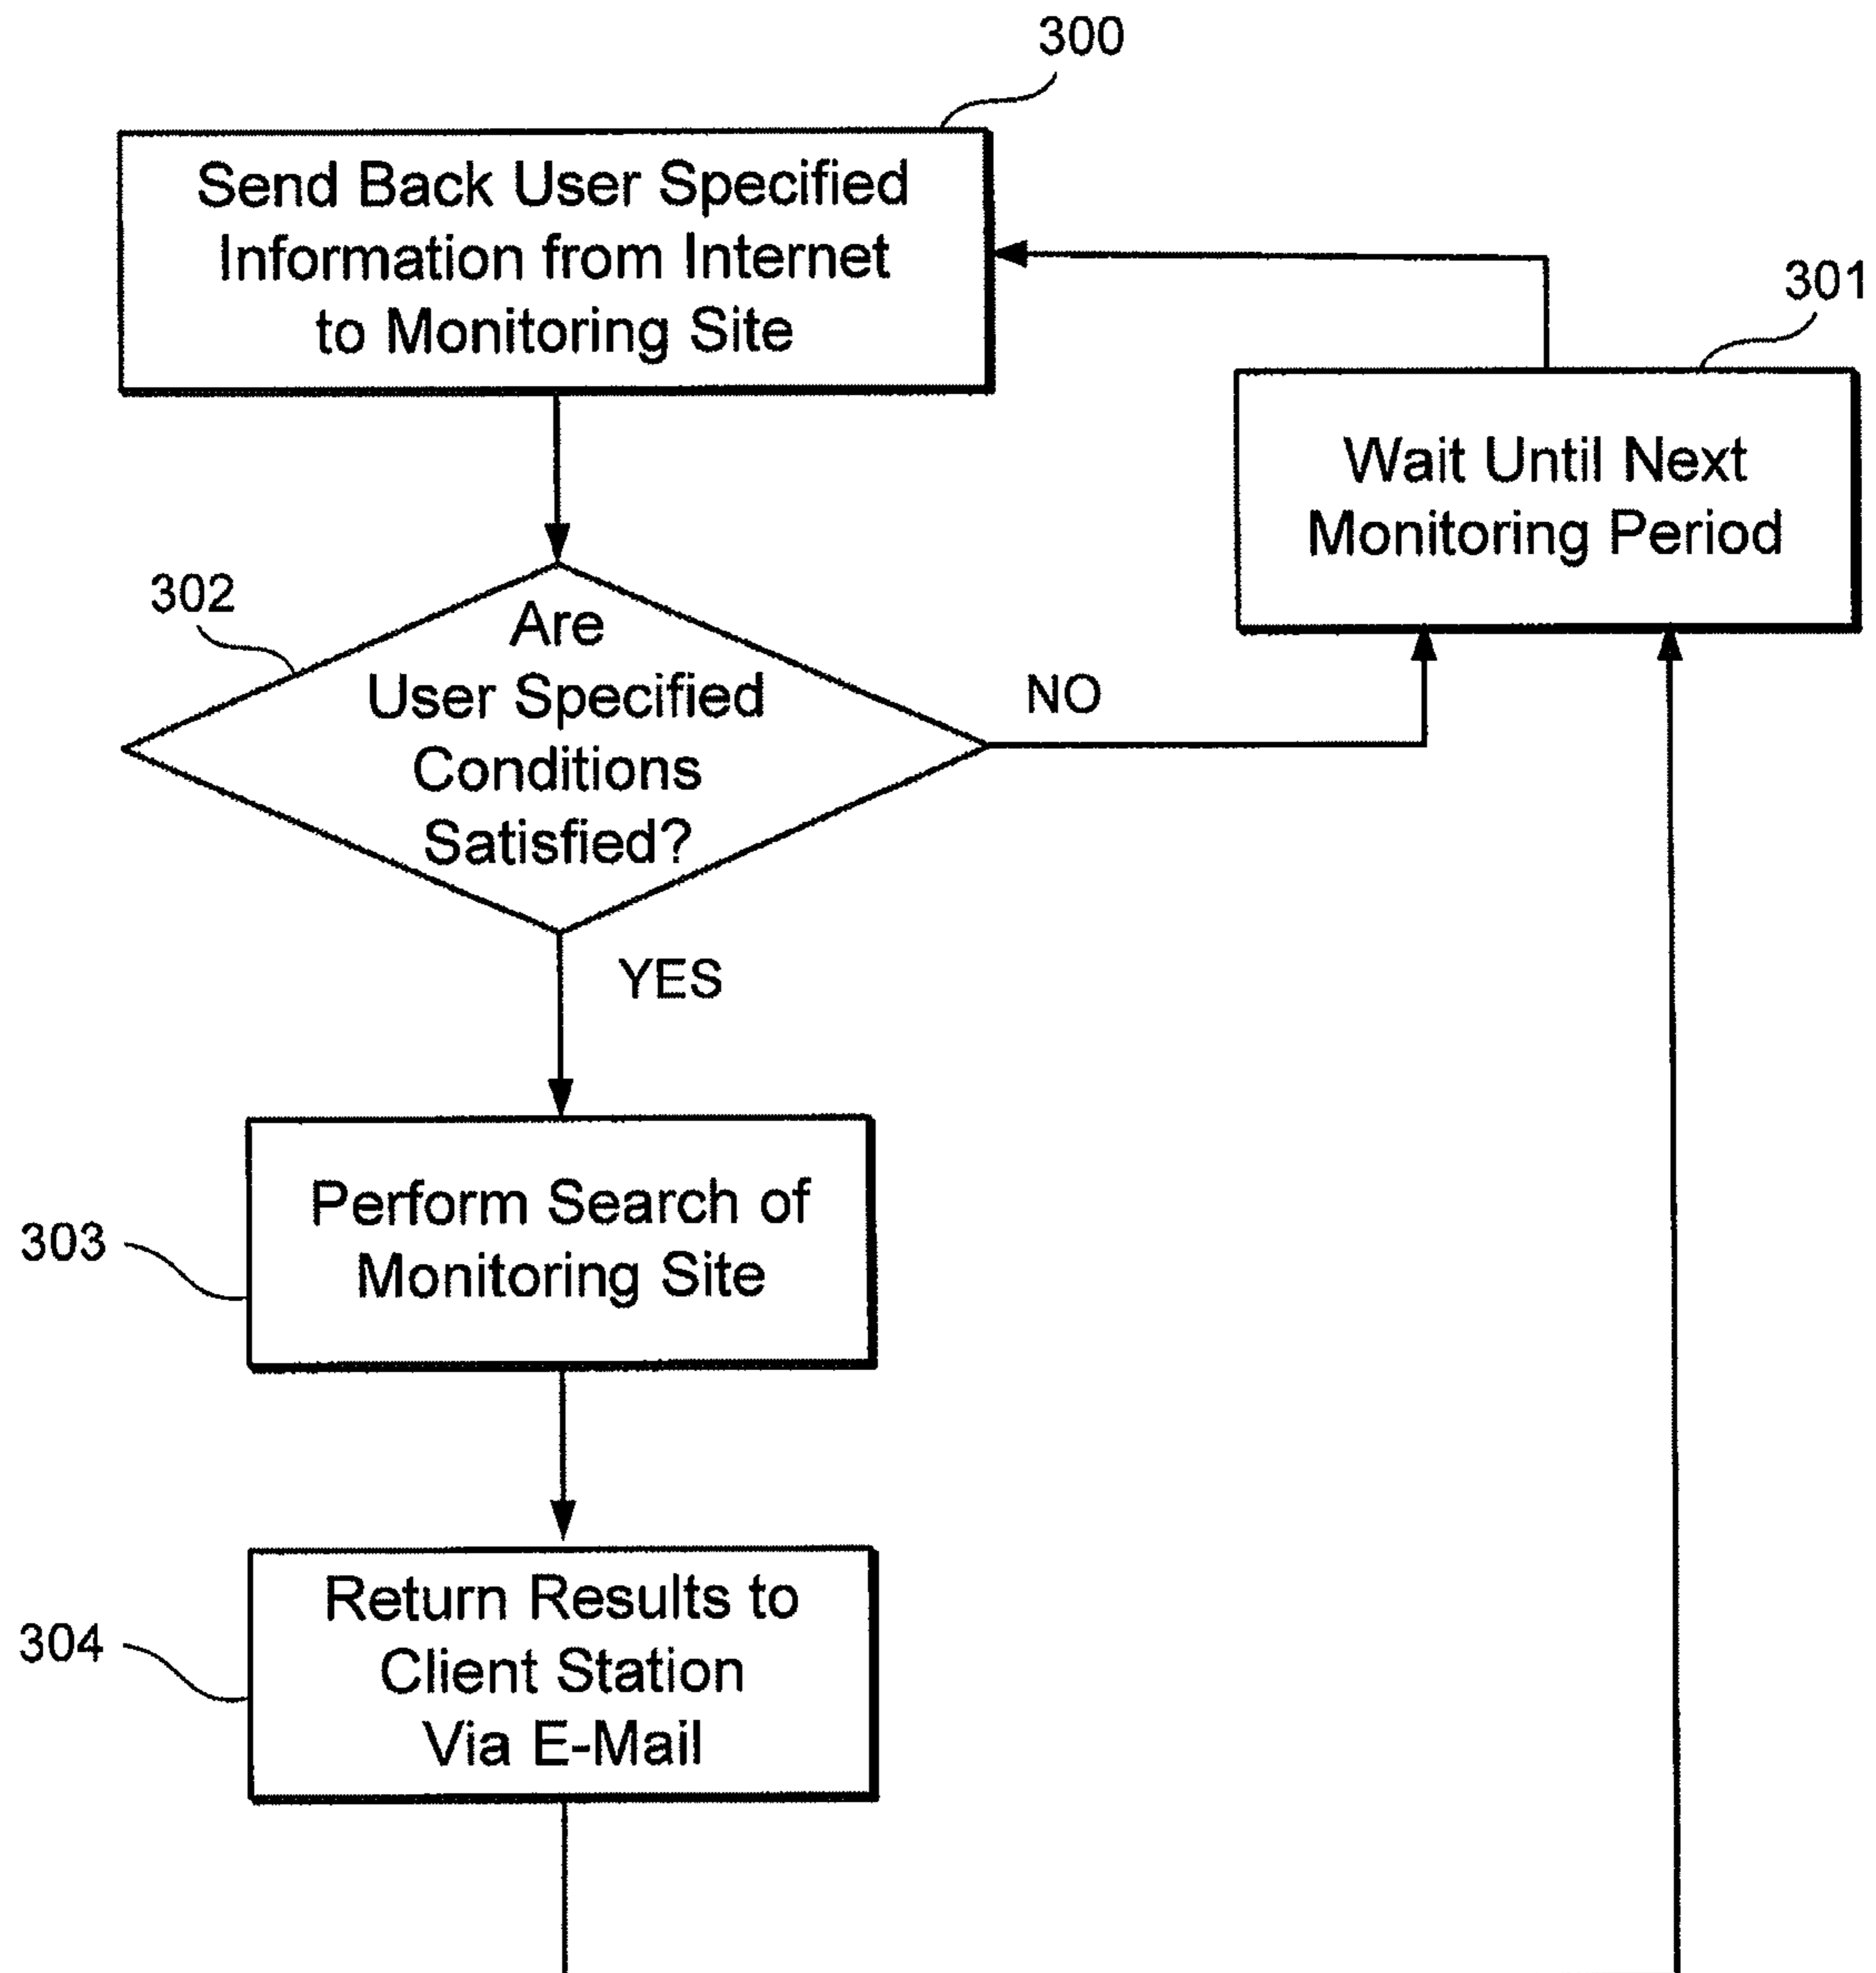 300
Send Back User Specified
Information from Internet
to Monitoring Site
301
Wait Until Next
Monitoring Period
302
Are
User Specified
Conditions
Satisfied?
NO
YES
303
Perform Search of
Monitoring Site
304
Return Results to
Client Station
Via E-Mail